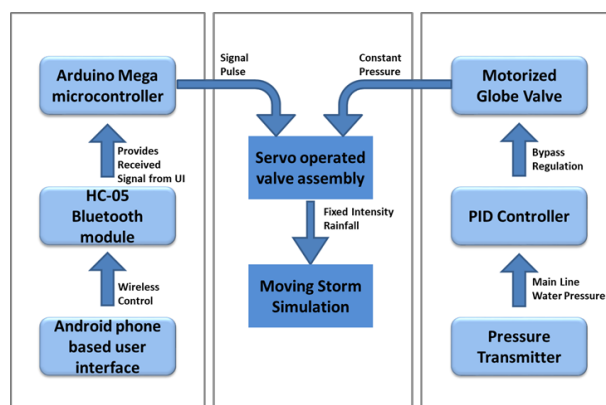 Arduino Mega
microcontroller
Provides
Received
Signal from UI
HC-05
Bluetooth
module
Wireless
Control
Android phone
based user
interface
Signal
Pulse
Constant
Pressure
Servo operated
valve assembly
Fixed Intensity
Rainfall
Moving Storm
Simulation
Motorized
Globe Valve
Bypass
Regulation
PID Controller
Main Line
Water Pressure
Pressure
Transmitter